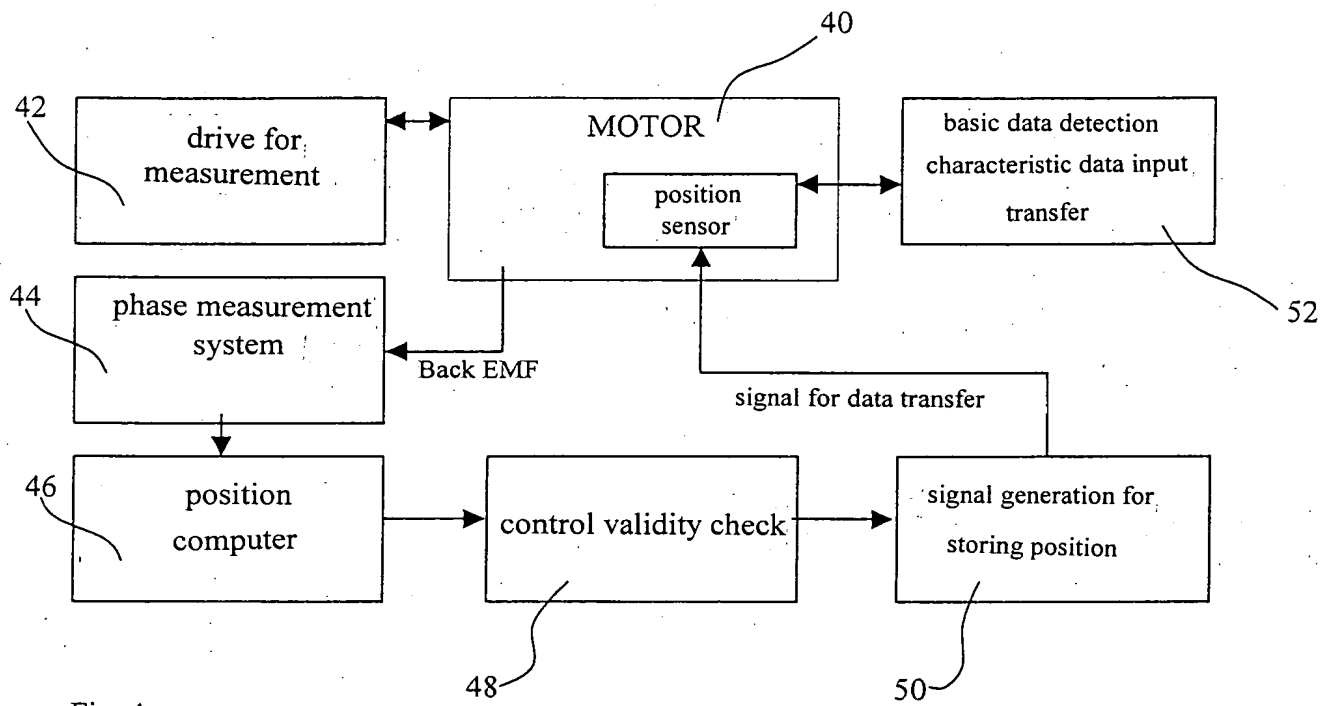 40
42
drive for
measurement
MOTOR
position
sensor
basic data detection
characteristic data input
transfer
52
44
phase measurement
system
Back EMF
signal for data transfer
46
position
computer
control validity check
signal generation for
storing position
48
50